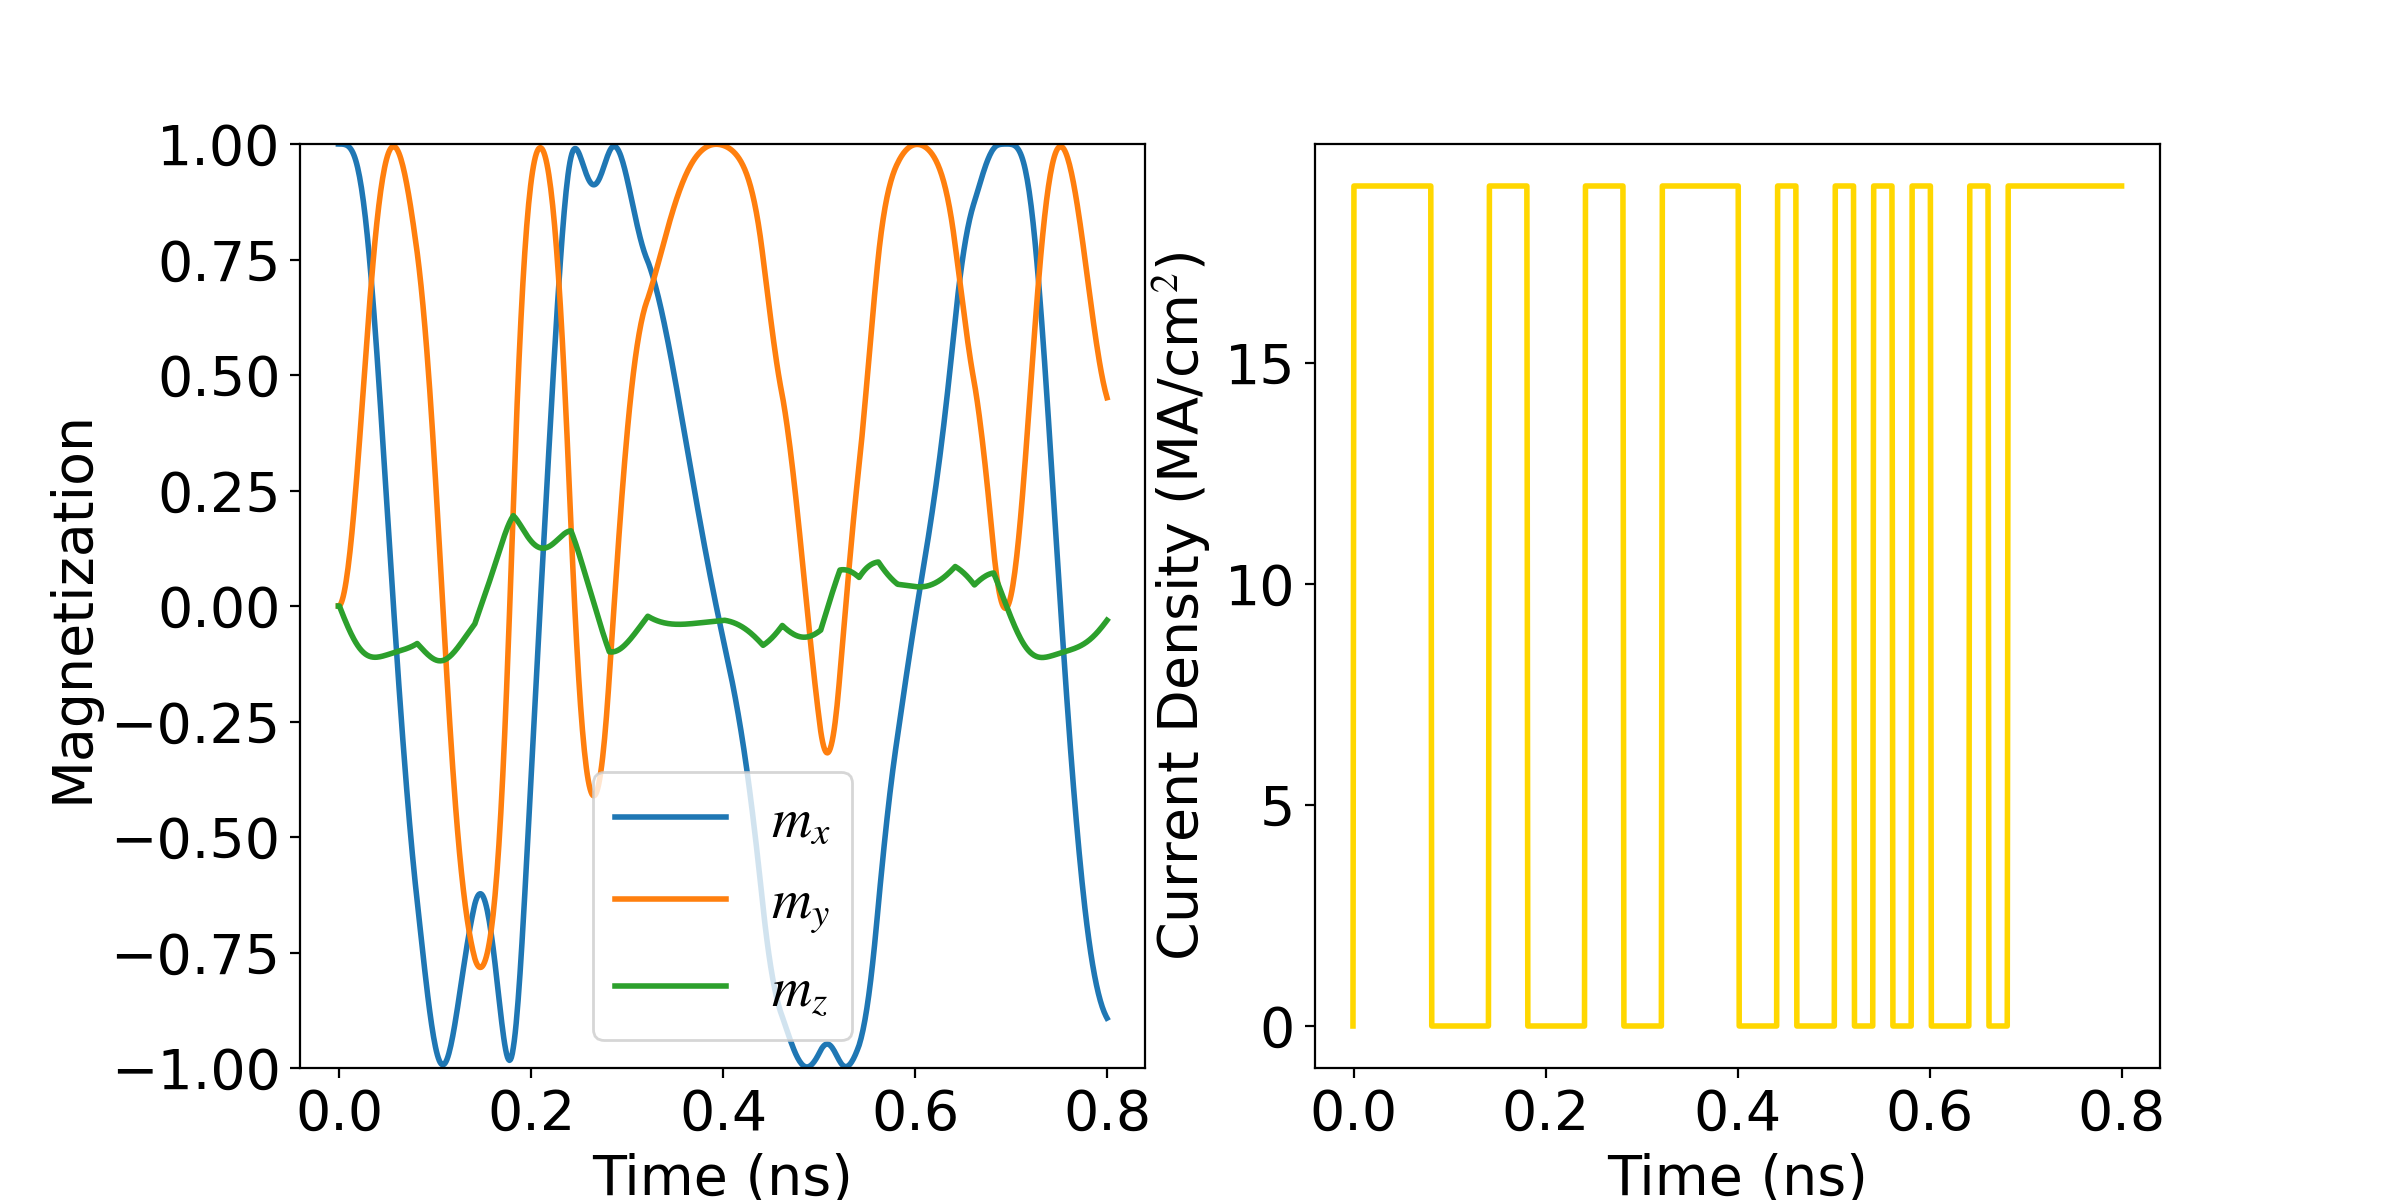 Magnetization
1.00
0.75
0.50
0.25
0.00
−0.25
−0.50
−0.75
−1.00
0.0 0.2 0.4 0.6 0.8
Time (ns)
m_x
m_y
m_z
Current Density (MA/cm²)
15
10
5
0
0.0 0.2 0.4 0.6 0.8
Time (ns)